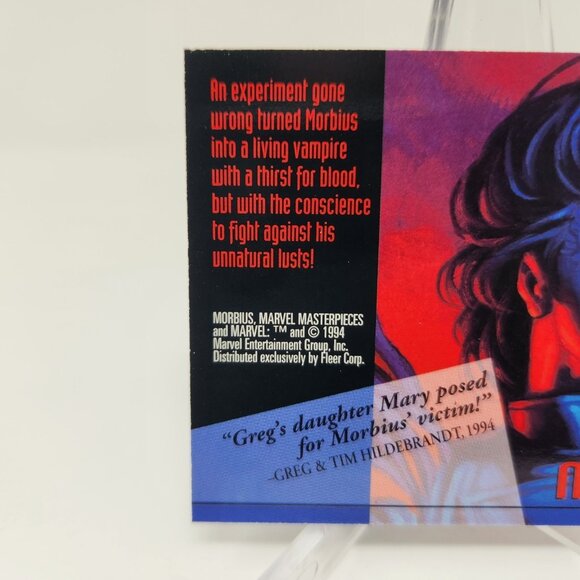 An experiment gone
wrong turned Morbius
into a living vampire
with a thirst for blood,
but with the conscience
to fight against his
unnatural lusts!
MORBIUS, MARVEL MASTERPIECES
and MARVEL: ™ and © 1994
Marvel Entertainment Group, Inc.
Distributed exclusively by Fleer Corp.
“Greg’s daughter Mary posed
for Morbius’ victim!”
–GREG & TIM HILDEBRANDT, 1994